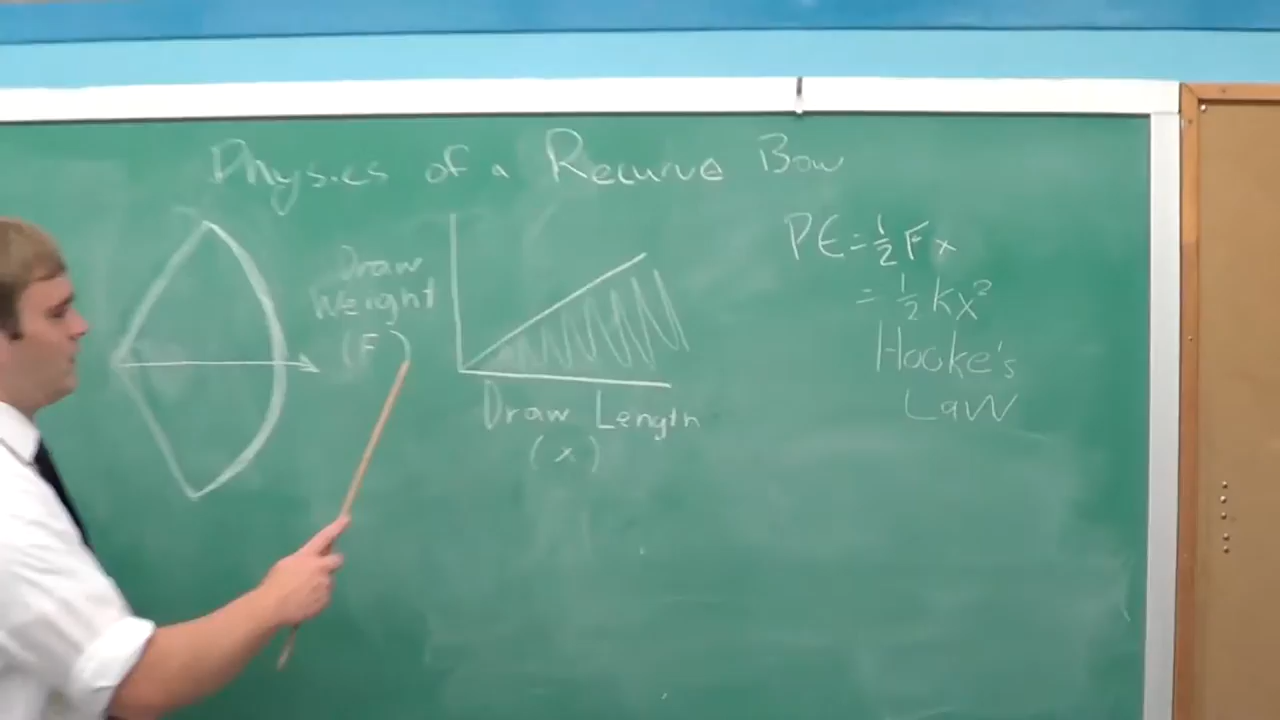 Physics of a Recurve Bow
Draw
Weight
(F)
Draw Length
(x)
PE = 1/2 Fx
= 1/2 kx²
Hooke's
Law